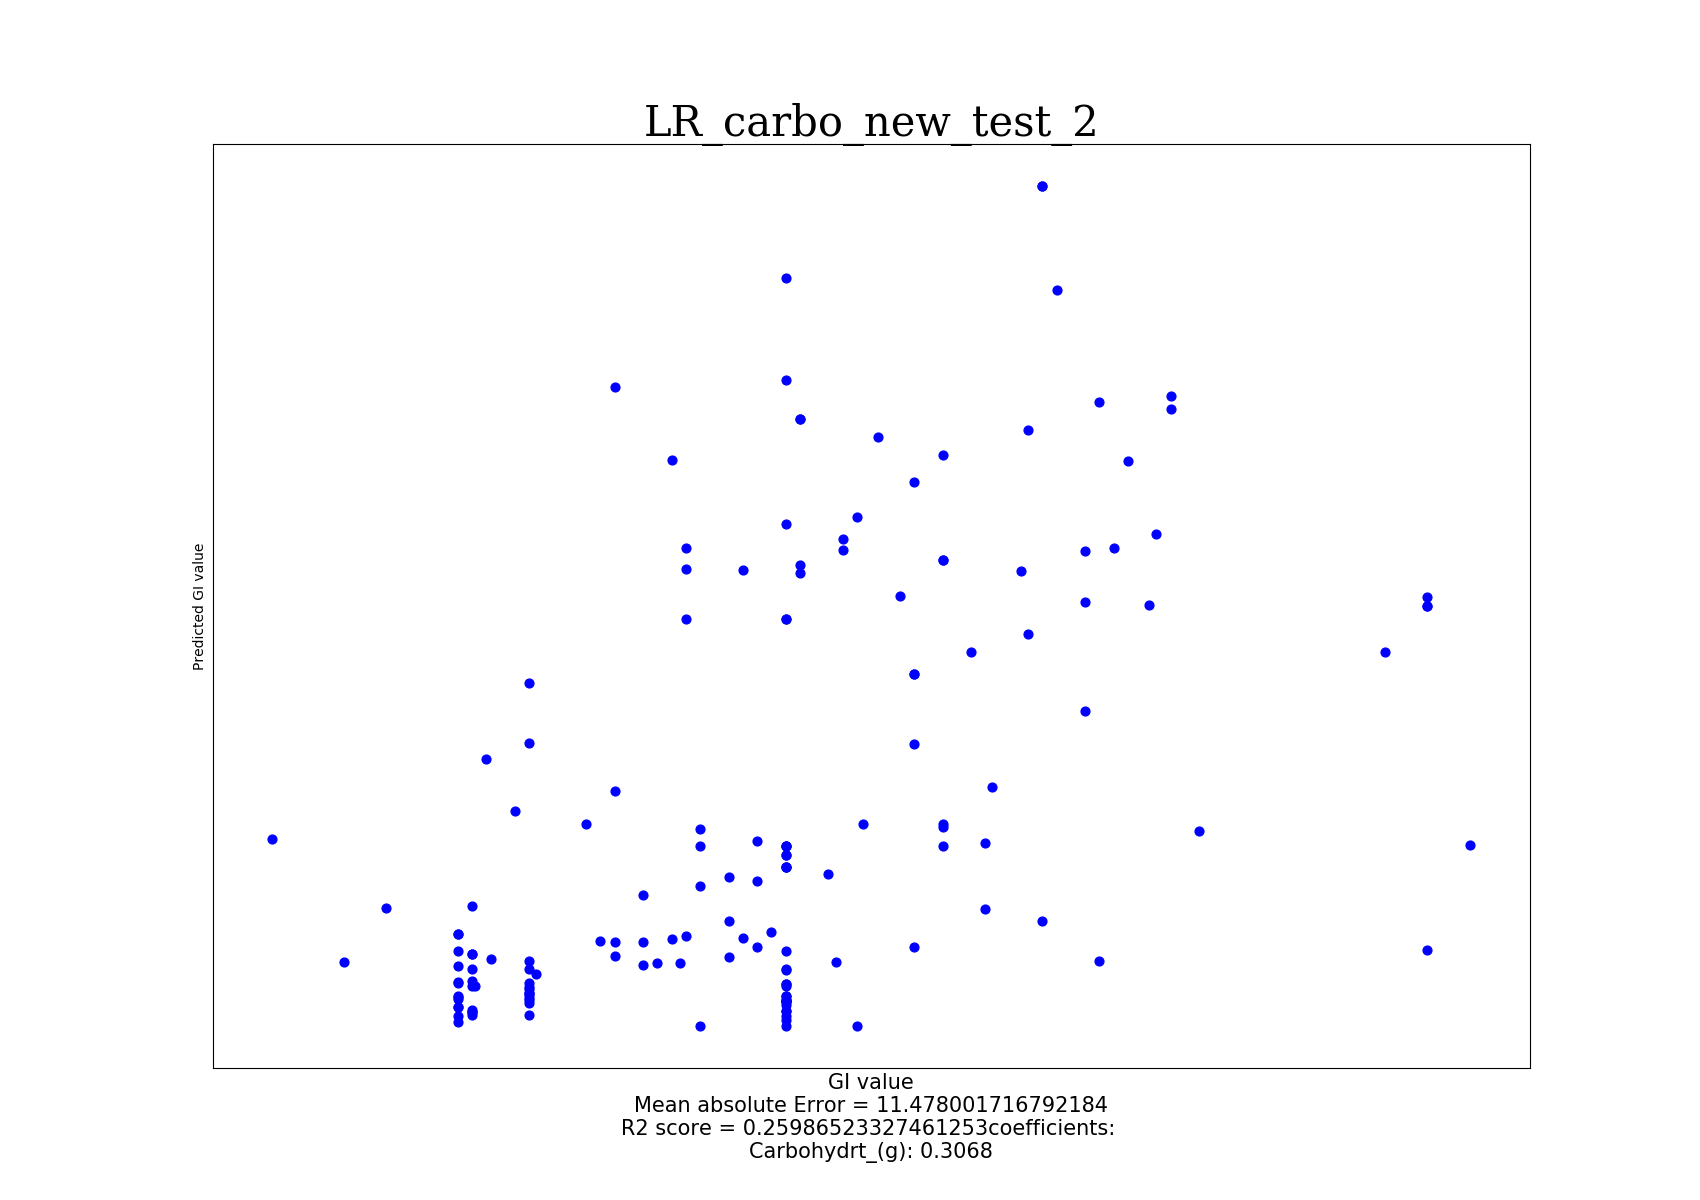 LR_carbo_new_test_2
Predicted GI value
GI value
Mean absolute Error = 11.478001716792184
R2 score = 0.25986523327461253coefficients:
Carbohydrt_(g): 0.3068